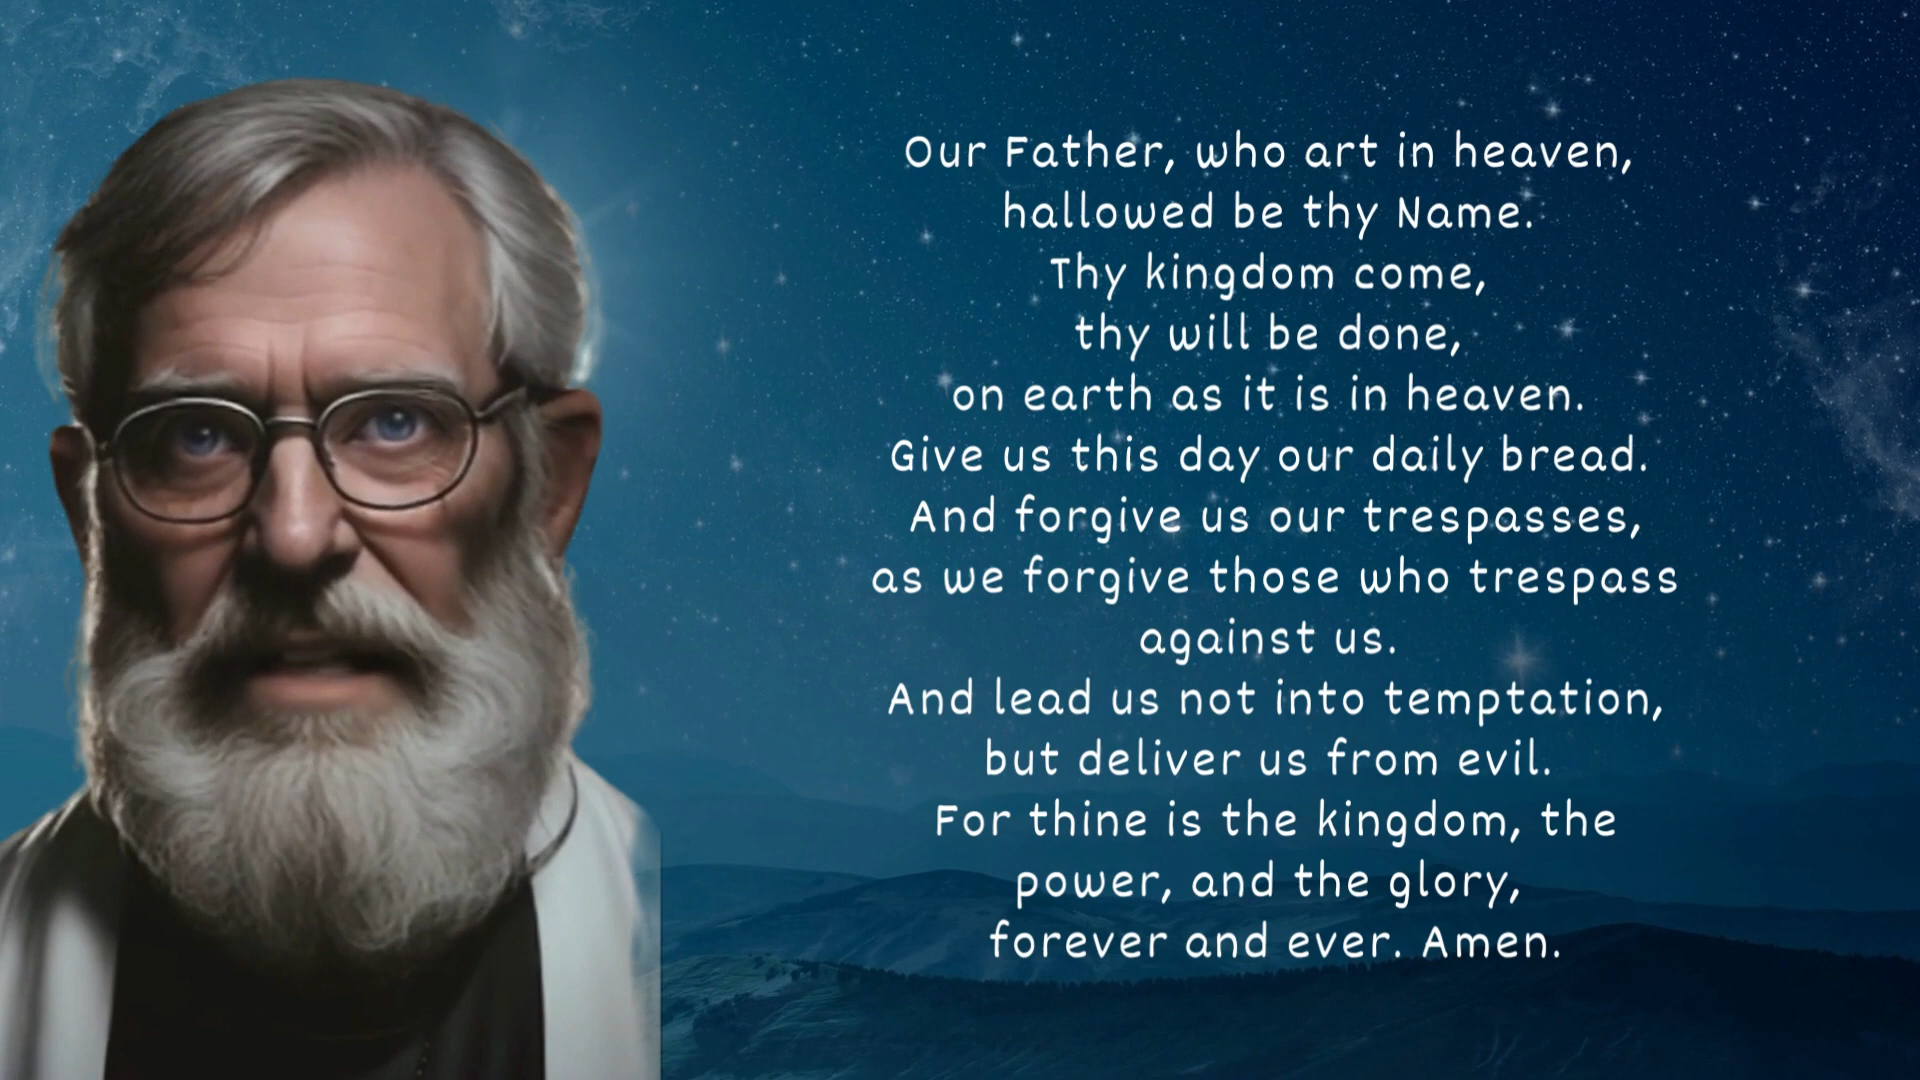 Our Father, who art in heaven,
hallowed be thy Name.
Thy kingdom come,
thy will be done,
on earth as it is in heaven.
Give us this day our daily bread.
And forgive us our trespasses,
as we forgive those who trespass
against us.
And lead us not into temptation,
but deliver us from evil.
For thine is the kingdom, the
power, and the glory,
forever and ever. Amen.